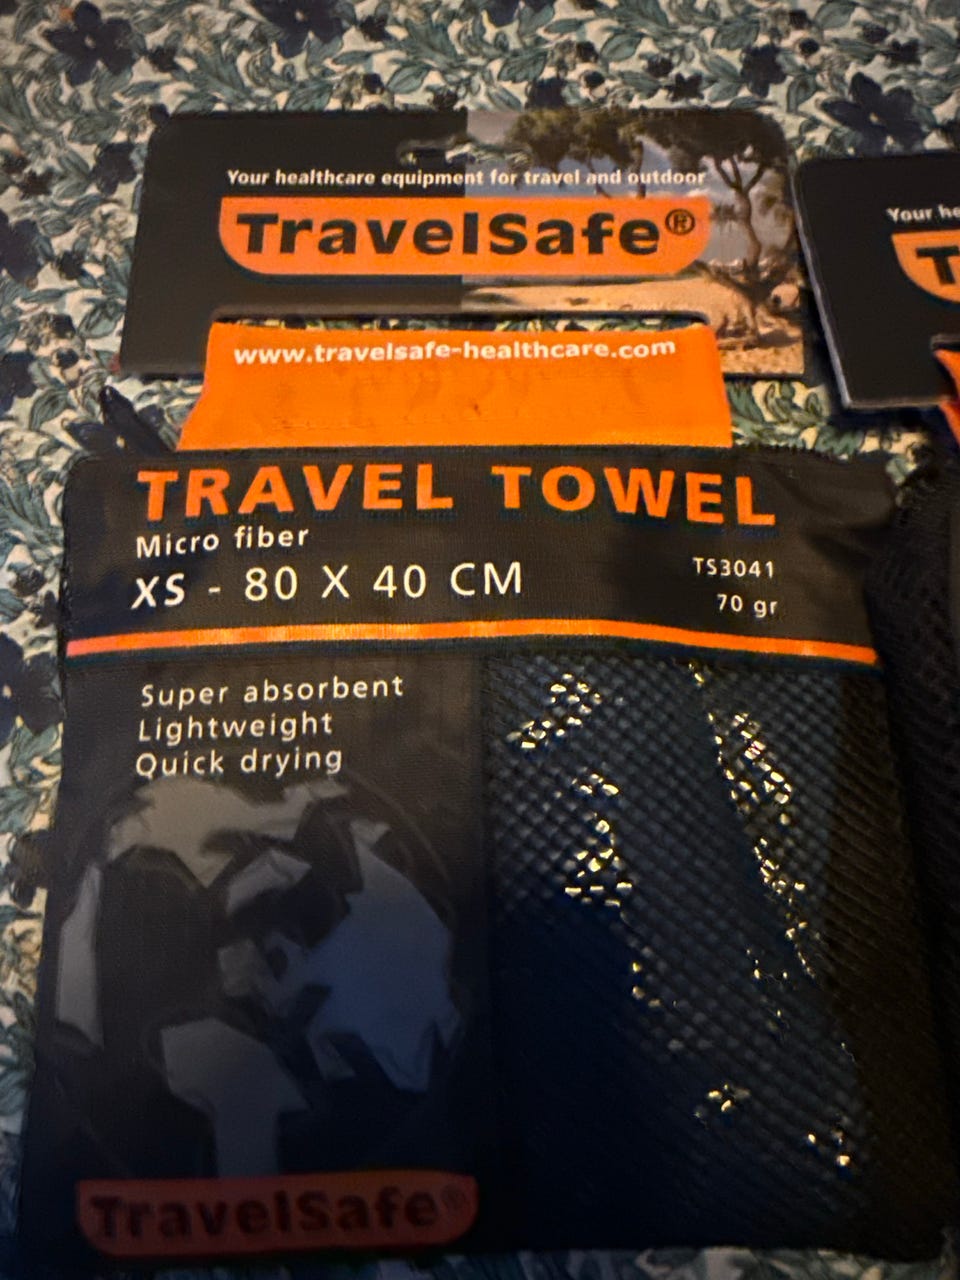 Your healthcare equipment for travel and outdoor
TravelSafe®
www.travelsafe-healthcare.com
TRAVEL TOWEL
Micro fiber
XS - 80 X 40 CM
TS3041
70 gr
Super absorbent
Lightweight
Quick drying
TravelSafe®
Your he
T